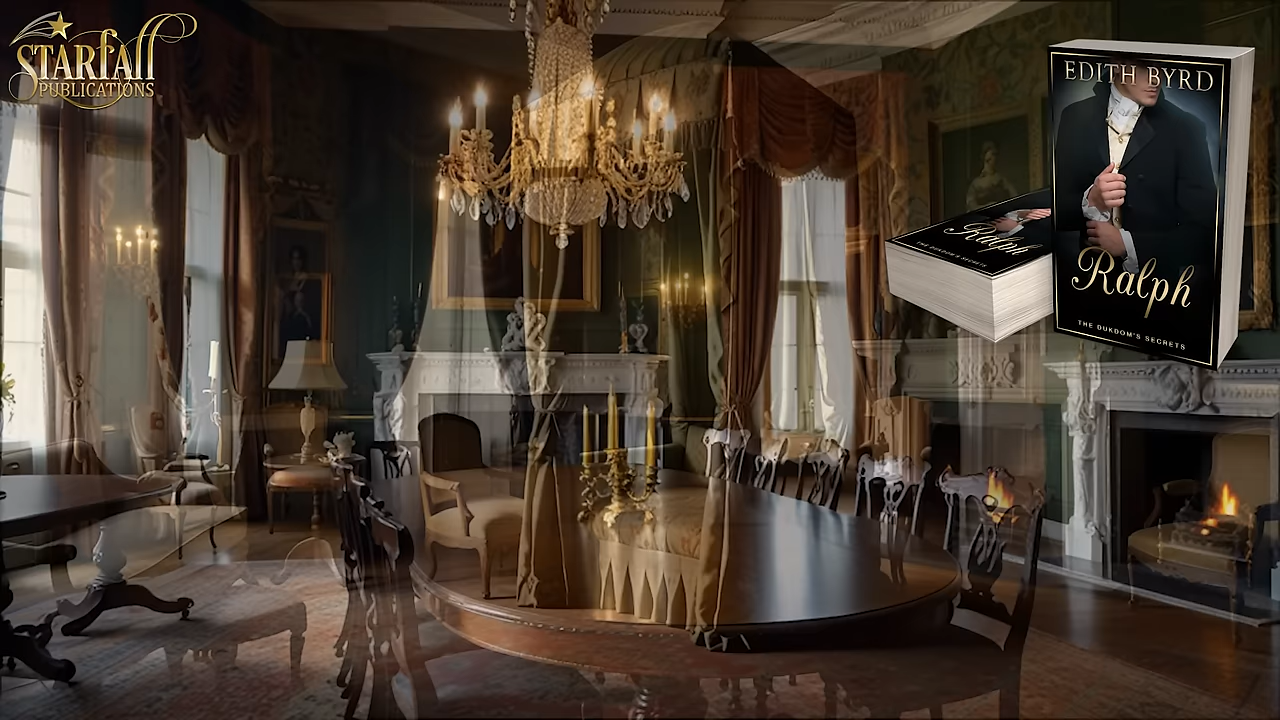 STARfall
PUBLICATIONS
EDITH BYRD
Ralph
THE DUKDOM'S SECRETS
Ralph
THE DUKDOM'S SECRETS